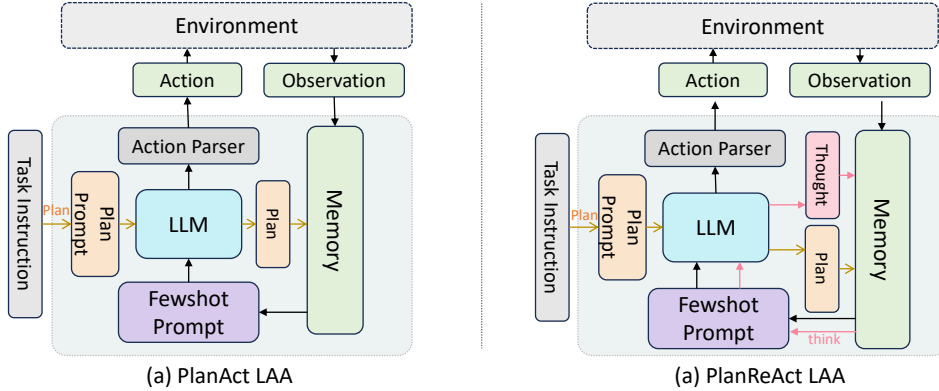 Environment
Action
Observation
Action Parser
Task Instruction
Plan
Plan
Prompt
LLM
Plan
Memory
Fewshot
Prompt
(a) PlanAct LAA
Environment
Action
Observation
Action Parser
Thought
Task Instruction
Plan
Plan
Prompt
LLM
Plan
Memory
Fewshot
Prompt
think
(a) PlanReAct LAA